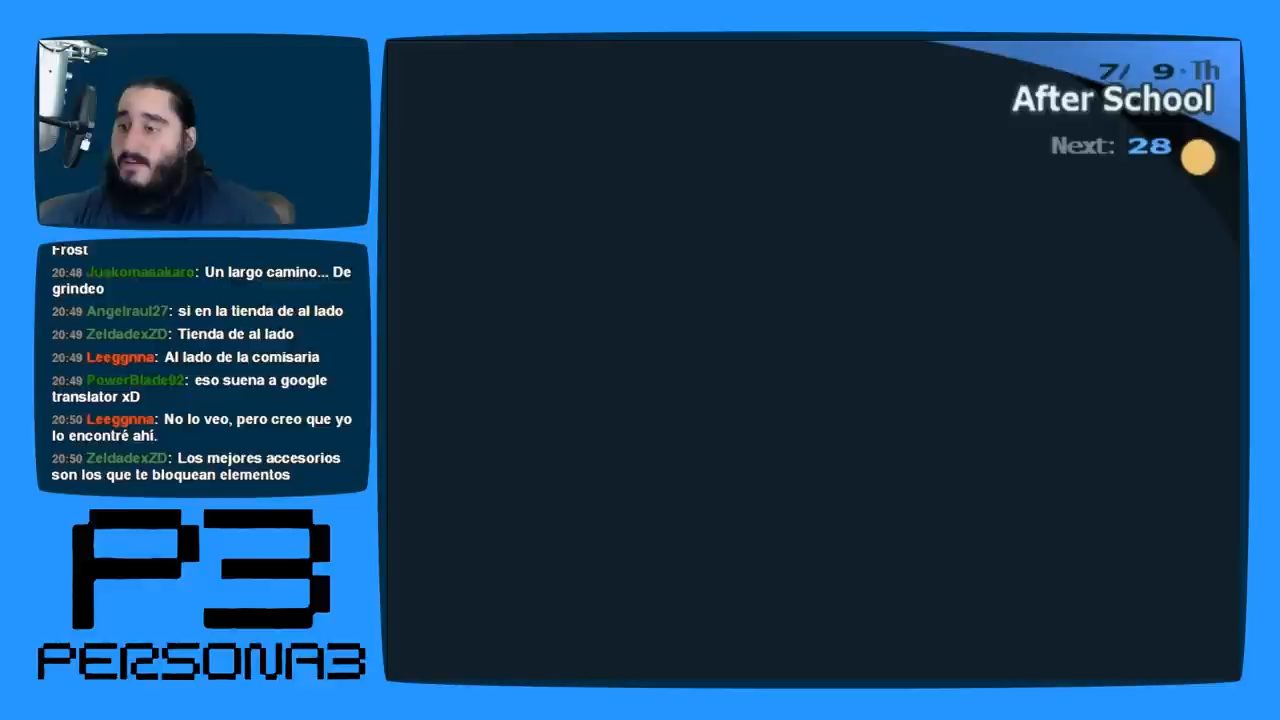 Frost
20:48 Juakomasakaro: Un largo camino... De
grindeo
20:49 Angelraul27: si en la tienda de al lado
20:49 ZeldadexZD: Tienda de al lado
20:49 Leeggnna: Al lado de la comisaria
20:49 PowerBlade92: eso suena a google
translator xD
20:50 Leeggnna: No lo veo, pero creo que yo
lo encontré ahí.
20:50 ZeldadexZD: Los mejores accesorios
son los que te bloquean elementos
P3
PERSONA3
7/ 9·Th
After School
Next: 28